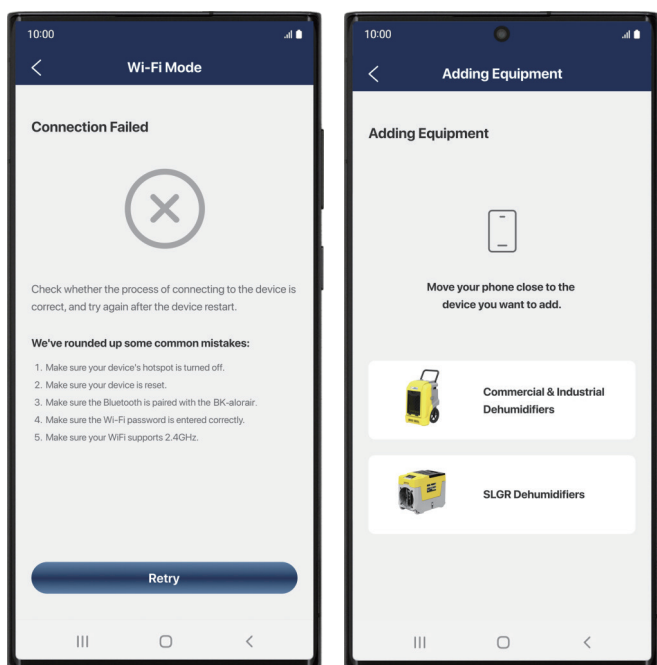 10:00
Wi-Fi Mode
Connection Failed
Check whether the process of connecting to the device is
correct, and try again after the device restart.
We've rounded up some common mistakes:
1. Make sure your device's hotspot is turned off.
2. Make sure your device is reset.
3. Make sure the Bluetooth is paired with the BK-alorair.
4. Make sure the Wi-Fi password is entered correctly.
5. Make sure your WiFi supports 2.4GHz.
Retry
10:00
Adding Equipment
Adding Equipment
Move your phone close to the
device you want to add.
Commercial & Industrial
Dehumidifiers
SLGR Dehumidifiers